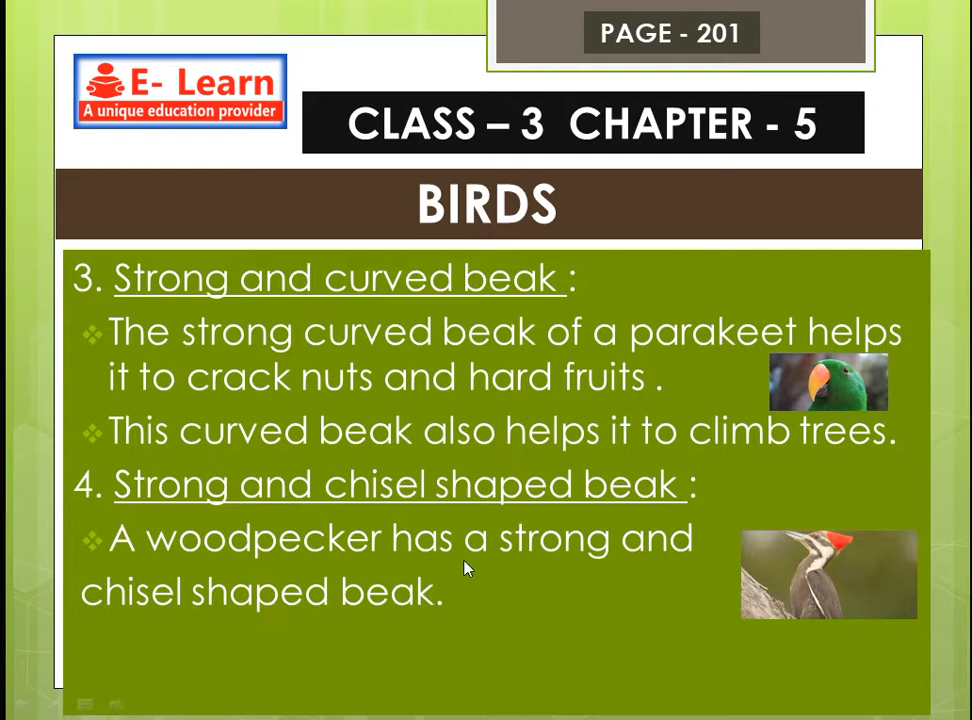 PAGE - 201
E- Learn
A unique education provider
CLASS – 3 CHAPTER - 5
BIRDS
3. Strong and curved beak :
❖ The strong curved beak of a parakeet helps
it to crack nuts and hard fruits .
❖ This curved beak also helps it to climb trees.
4. Strong and chisel shaped beak :
❖ A woodpecker has a strong and
chisel shaped beak.